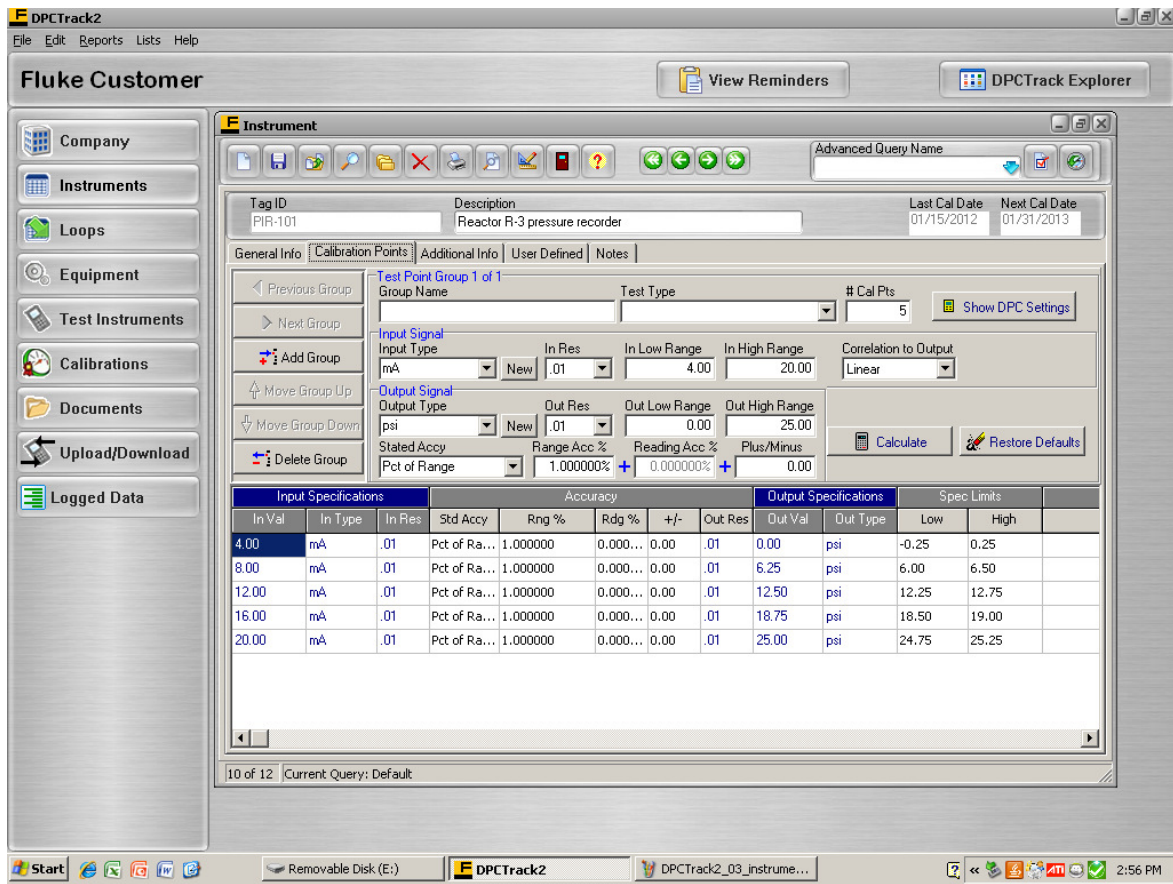 DPCTrack2
File Edit Reports Lists Help
Fluke Customer
View Reminders
DPCTrack Explorer
Company
Instruments
Loops
Equipment
Test Instruments
Calibrations
Documents
Upload/Download
Logged Data
Instrument
Advanced Query Name
Tag ID Description Last Cal Date Next Cal Date
PIR-101 Reactor R-3 pressure recorder 01/15/2012 01/31/2013
General Info Calibration Points Additional Info User Defined Notes
Previous Group
Next Group
Add Group
Move Group Up
Move Group Down
Delete Group
Test Point Group 1 of 1
Group Name Test Type # Cal Pts
5 Show DPC Settings
Input Signal
Input Type In Res In Low Range In High Range Correlation to Output
mA New .01 4.00 20.00 Linear
Output Signal
Output Type Out Res Out Low Range Out High Range
psi New .01 0.00 25.00
Stated Accy Range Acc % Reading Acc % Plus/Minus
Pct of Range 1.000000% + 0.000000% + 0.00
Calculate Restore Defaults
Input Specifications Accuracy Output Specifications Spec Limits
In Val In Type In Res Std Accy Rng % Rdg % +/- Out Res Out Val Out Type Low High
4.00 mA .01 Pct of Ra... 1.000000 0.000... 0.00 .01 0.00 psi -0.25 0.25
8.00 mA .01 Pct of Ra... 1.000000 0.000... 0.00 .01 6.25 psi 6.00 6.50
12.00 mA .01 Pct of Ra... 1.000000 0.000... 0.00 .01 12.50 psi 12.25 12.75
16.00 mA .01 Pct of Ra... 1.000000 0.000... 0.00 .01 18.75 psi 18.50 19.00
20.00 mA .01 Pct of Ra... 1.000000 0.000... 0.00 .01 25.00 psi 24.75 25.25
10 of 12 Current Query: Default
Start Removable Disk (E:) DPCTrack2 DPCTrack2_03_instrume... 2:56 PM